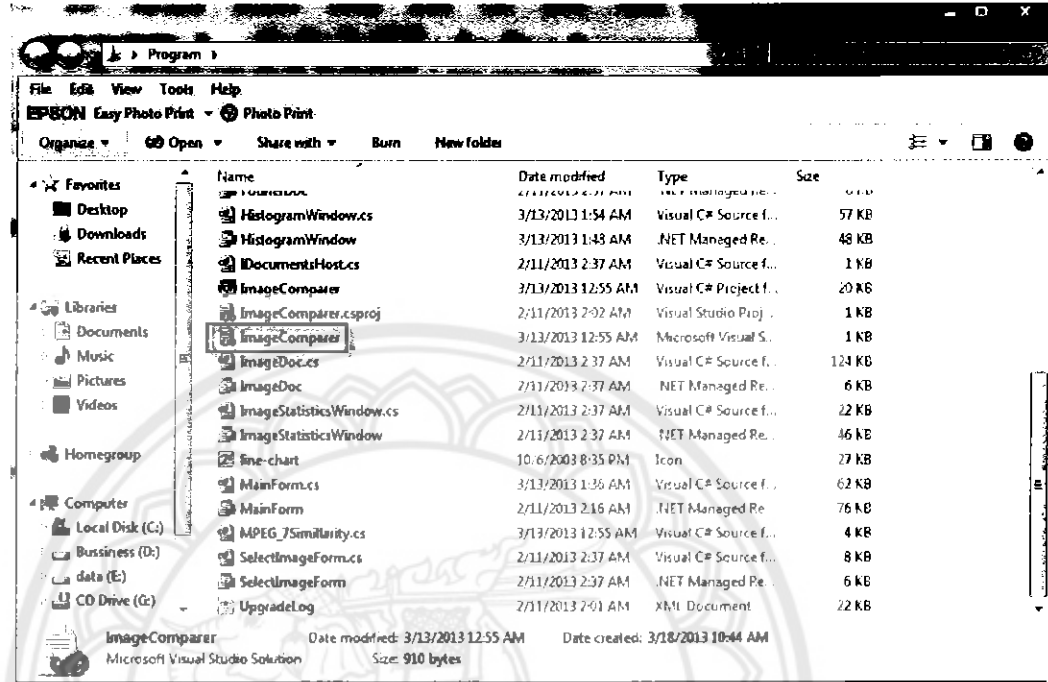 Program
File Edit View Tools Help
EPSON Easy Photo Print Photo Print
Organize Open Share with Burn New folder
Name Date modified Type Size
HistogramWindow.cs 3/13/2013 1:54 AM Visual C# Source f... 57 KB
HistogramWindow 3/13/2013 1:48 AM .NET Managed Re... 48 KB
IDocumentsHost.cs 2/11/2013 2:37 AM Visual C# Source f... 1 KB
ImageComparer 3/13/2013 12:55 AM Visual C# Project f... 20 KB
ImageComparer.csproj 2/11/2013 2:02 AM Visual Studio Proj... 1 KB
ImageComparer 3/13/2013 12:55 AM Microsoft Visual S... 1 KB
ImageDoc.cs 2/11/2013 2:37 AM Visual C# Source f... 124 KB
ImageDoc 2/11/2013 2:37 AM .NET Managed Re... 6 KB
ImageStatisticsWindow.cs 2/11/2013 2:37 AM Visual C# Source f... 22 KB
ImageStatisticsWindow 2/11/2013 2:37 AM .NET Managed Re... 46 KB
line-chart 10/6/2003 8:35 PM Icon 27 KB
MainForm.cs 3/13/2013 1:36 AM Visual C# Source f... 62 KB
MainForm 2/11/2013 2:16 AM .NET Managed Re 76 KB
MPEG_7Similarity.cs 3/13/2013 12:55 AM Visual C# Source f... 4 KB
SelectImageForm.cs 2/11/2013 2:37 AM Visual C# Source f... 8 KB
SelectImageForm 2/11/2013 2:37 AM .NET Managed Re... 6 KB
UpgradeLog 2/11/2013 2:01 AM XML Document 22 KB
Favorites
Desktop
Downloads
Recent Places
Libraries
Documents
Music
Pictures
Videos
Homegroup
Computer
Local Disk (C:)
Bussiness (D:)
data (E:)
CD Drive (G:)
ImageComparer Date modified: 3/13/2013 12:55 AM Date created: 3/18/2013 10:44 AM
Microsoft Visual Studio Solution Size: 910 bytes